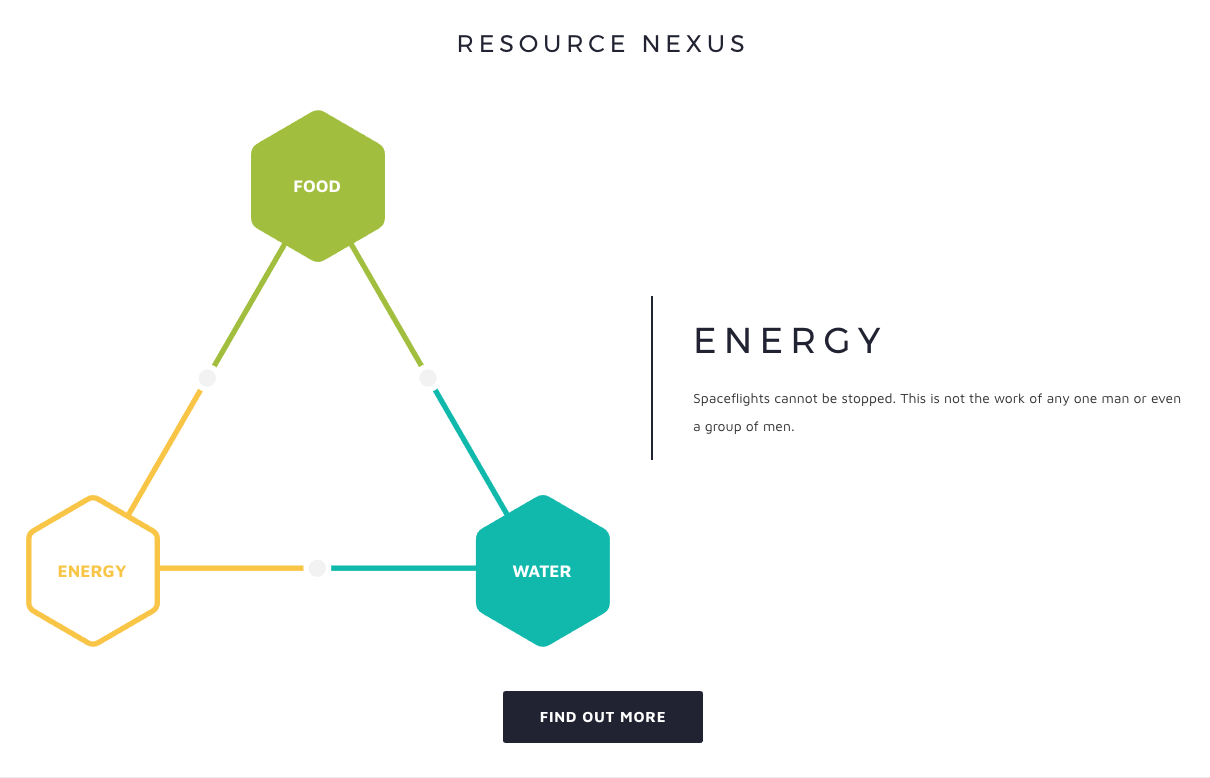 RESOURCE NEXUS
FOOD
ENERGY
Spaceflights cannot be stopped. This is not the work of any one man or even
a group of men.
ENERGY
WATER
FIND OUT MORE